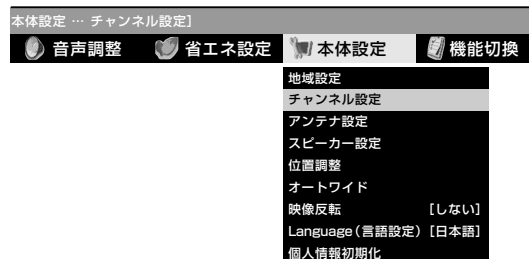 本体設定 … チャンネル設定]
音声調整 省エネ設定 本体設定 機能切換
地域設定
チャンネル設定
アンテナ設定
スピーカー設定
位置調整
オートワイド
映像反転 [しない]
Language(言語設定) [日本語]
個人情報初期化